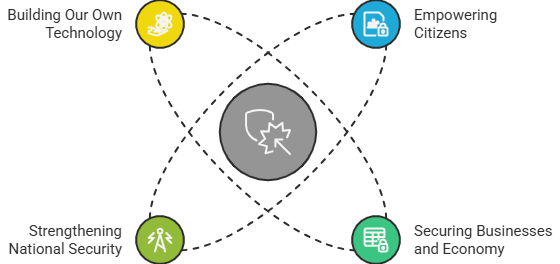 Building Our Own
Technology
Empowering
Citizens
Strengthening
National Security
Securing Businesses
and Economy